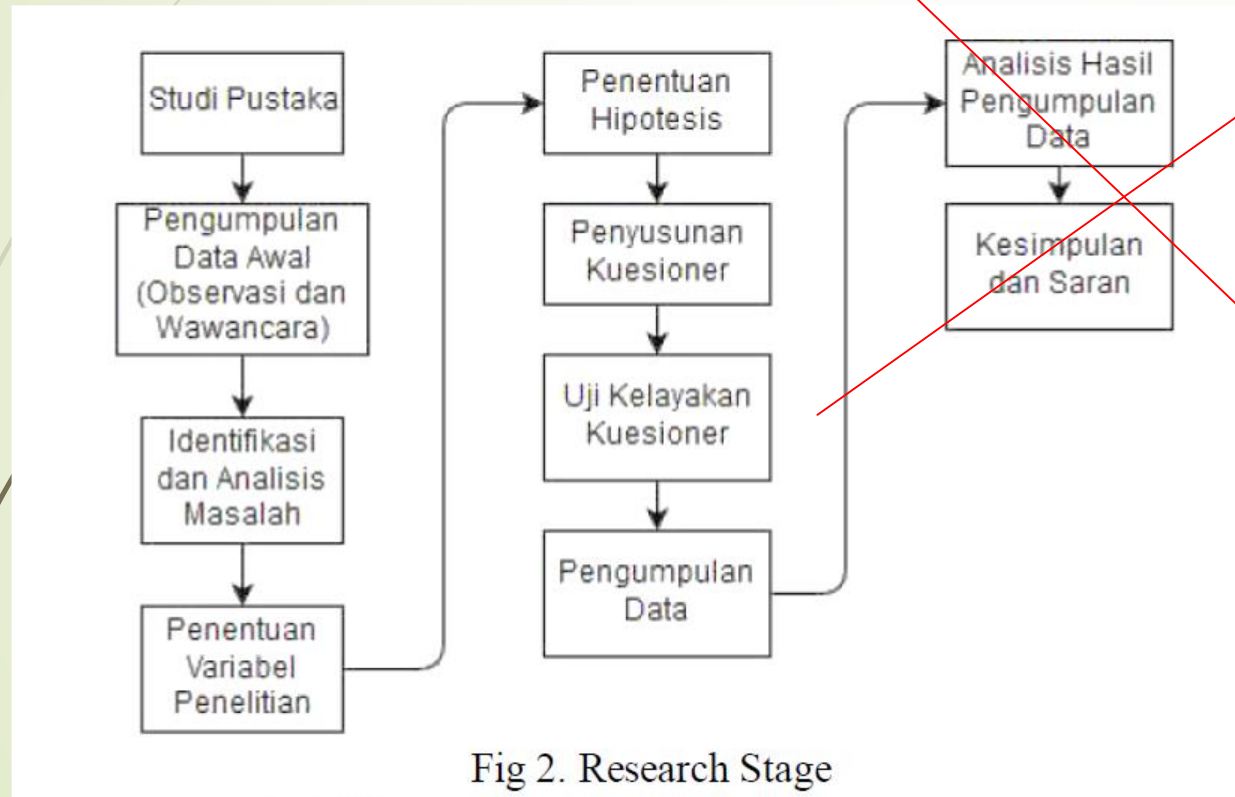 Studi Pustaka
Pengumpulan
Data Awal
(Observasi dan
Wawancara)
Identifikasi
dan Analisis
Masalah
Penentuan
Variabel
Penelitian
Penentuan
Hipotesis
Penyusunan
Kuesioner
Uji Kelayakan
Kuesioner
Pengumpulan
Data
Analisis Hasil
Pengumpulan
Data
Kesimpulan
dan Saran
Fig 2. Research Stage